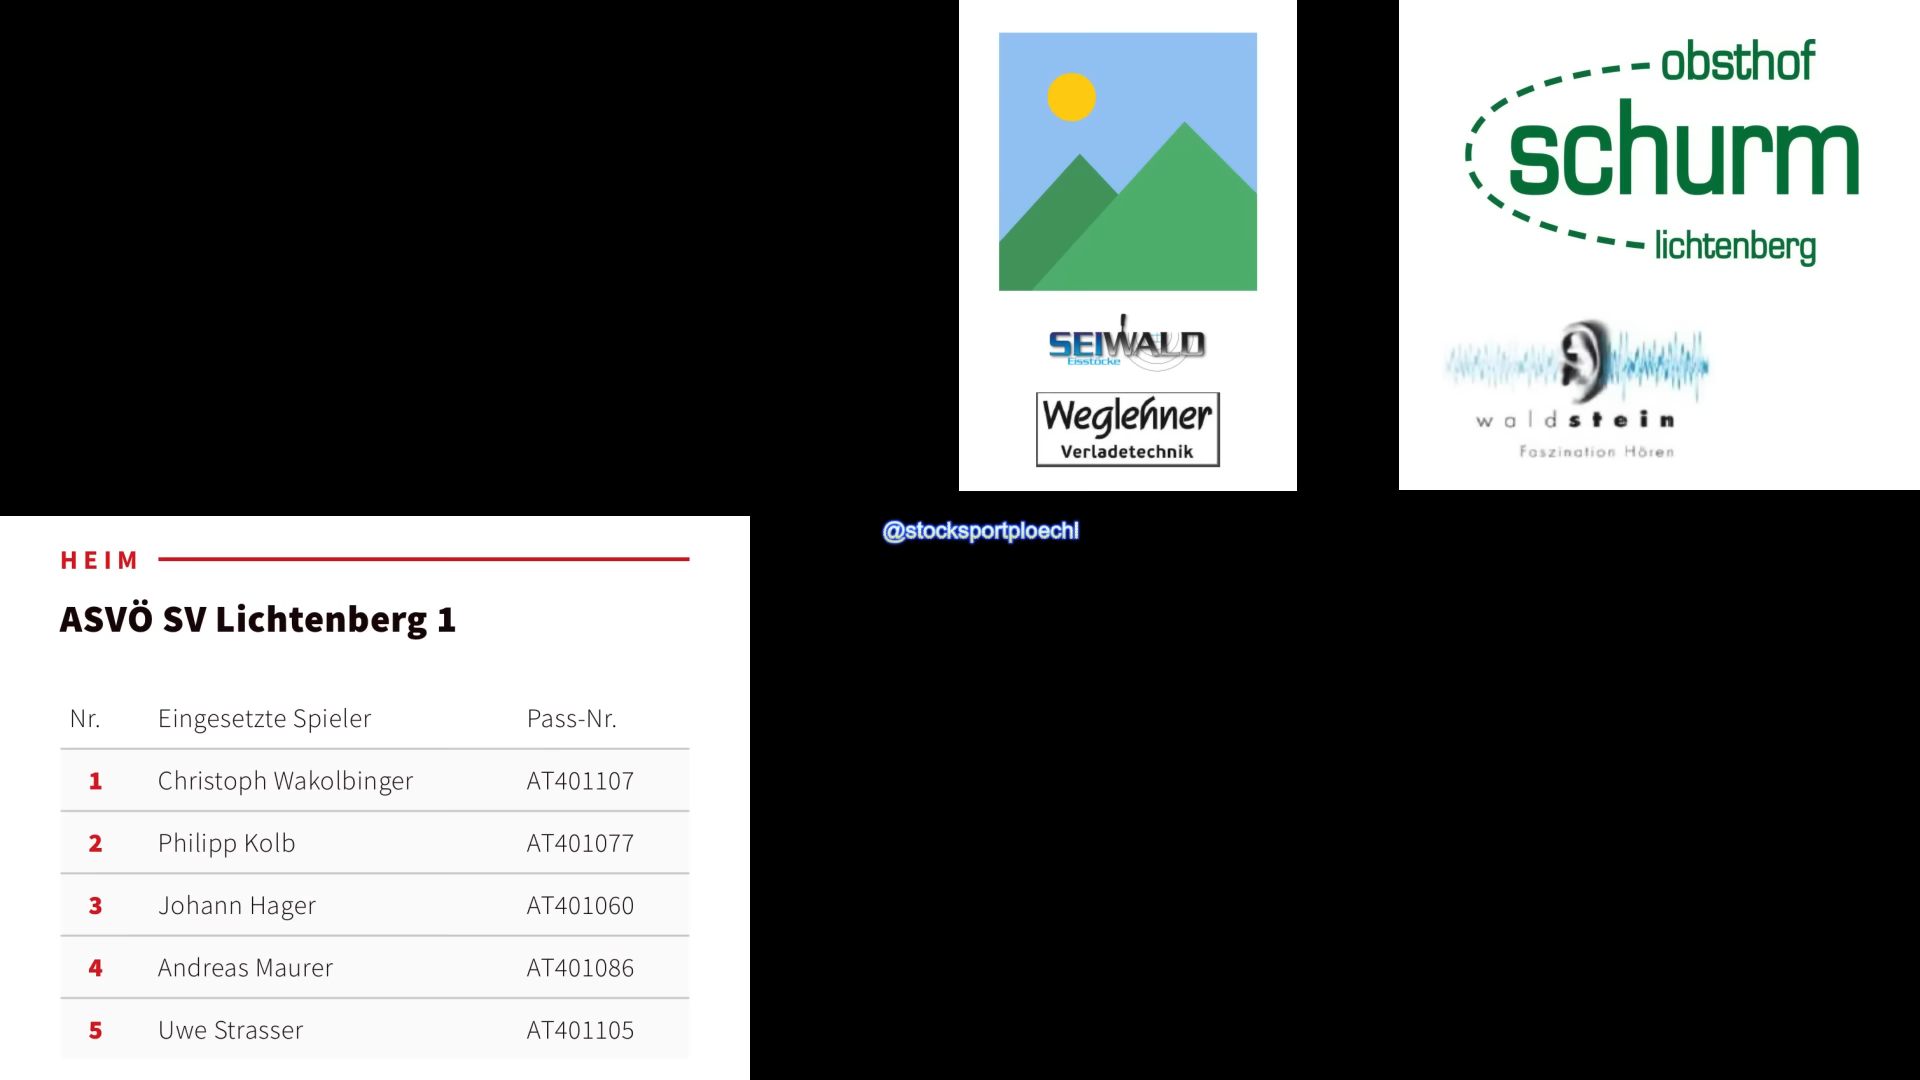 obsthof
schurm
lichtenberg
SEIWALD
Eisstöcke
Weglehner
Verladetechnik
waldstein
Faszination Hören
@stocksportploechl
HEIM
ASVÖ SV Lichtenberg 1
Nr. Eingesetzte Spieler Pass-Nr.
1 Christoph Wakolbinger AT401107
2 Philipp Kolb AT401077
3 Johann Hager AT401060
4 Andreas Maurer AT401086
5 Uwe Strasser AT401105